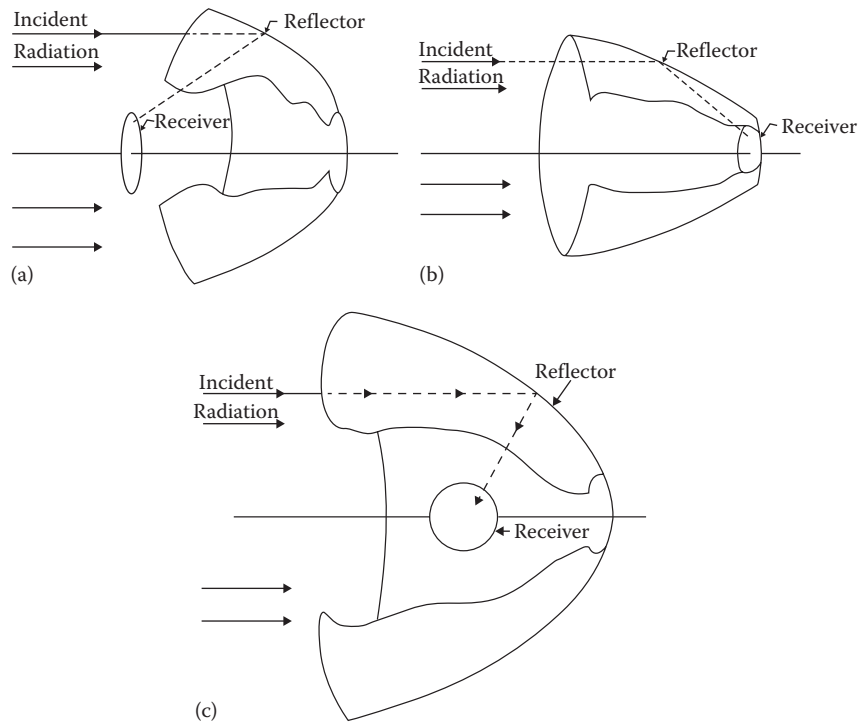 Incident
Radiation
Reflector
Receiver
(a)
Incident
Radiation
Reflector
Receiver
(b)
Incident
Radiation
Reflector
Receiver
(c)